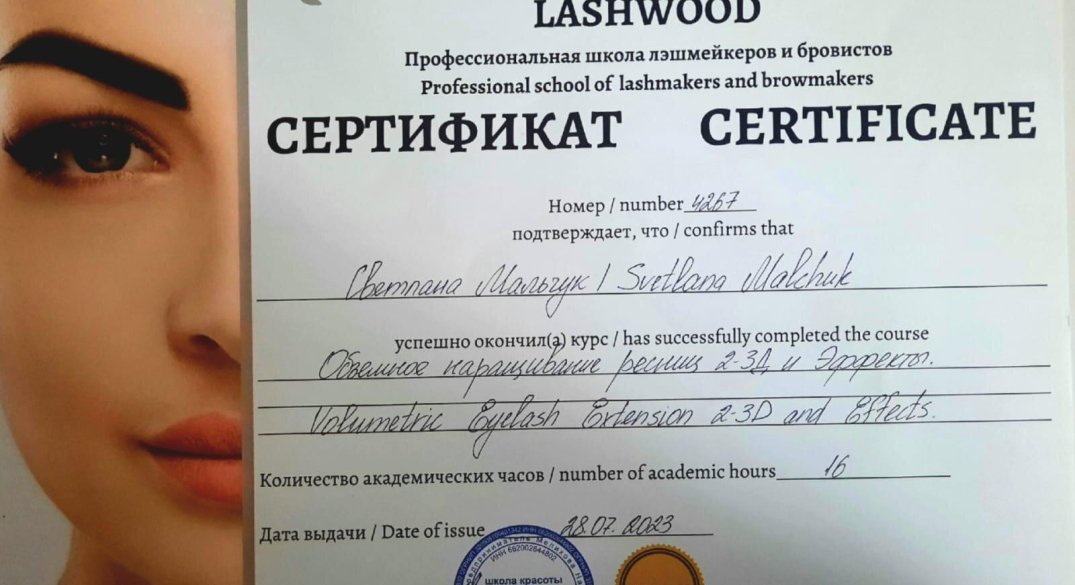 LASHWOOD
Профессиональная школа лэшмейкеров и бровистов
Professional school of lashmakers and browmakers
СЕРТИФИКАТ CERTIFICATE
Номер / number 4267
подтверждает, что / confirms that
Светлана Мальчук / Svetlana Malchuk
успешно окончил(а) курс / has successfully completed the course
Объемное наращивание ресниц 2-3Д и Эффекты.
Volumetric Eyelash Extension 2-3D and Effects.
Количество академических часов / number of academic hours 16
Дата выдачи / Date of issue 28.07.2023
ИНН 682002644802
школа красоты